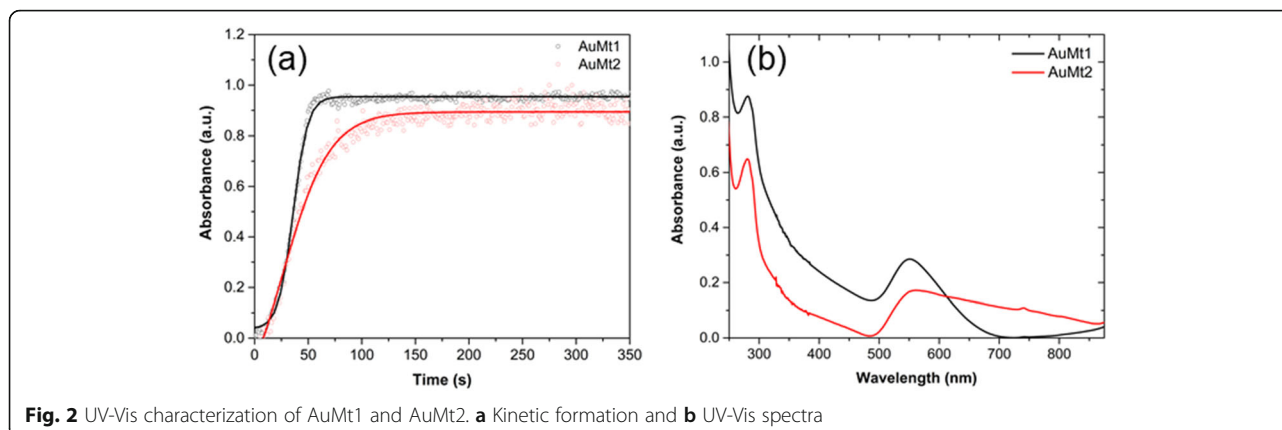 (a)
AuMt1
AuMt2
Absorbance (a.u.)
1.2
1.0
0.8
0.6
0.4
0.2
0.0
0 50 100 150 200 250 300 350
Time (s)
(b)
AuMt1
AuMt2
Absorbance (a.u.)
1.0
0.8
0.6
0.4
0.2
0.0
300 400 500 600 700 800
Wavelength (nm)
Fig. 2 UV-Vis characterization of AuMt1 and AuMt2. a Kinetic formation and b UV-Vis spectra